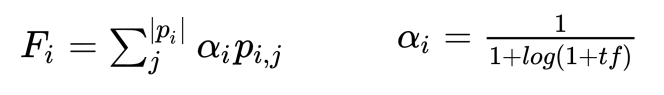 F_i = \sum_j^{|p_i|} \alpha_i p_{i,j} \alpha_i = \frac{1}{1+log(1+tf)}